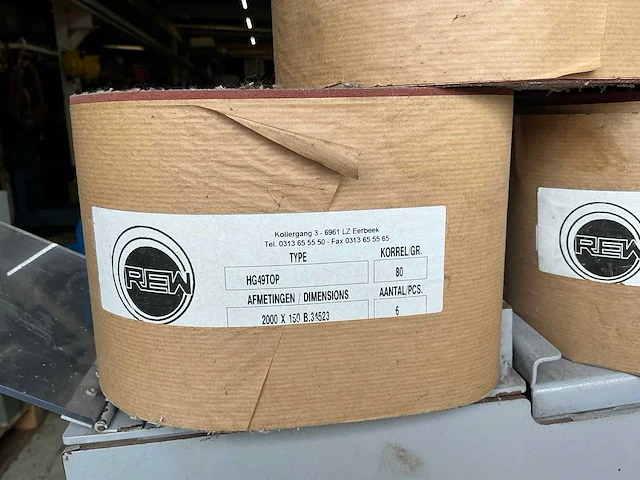 Kollergang 3 - 6961 LZ Eerbeek
Tel. 0313 65 55 50 - Fax 0313 65 55 65
REW
TYPE
KORREL/GR.
HG49TOP
80
AFMETINGEN / DIMENSIONS
AANTAL/PCS.
2000 X 150 B.34523
6
REW